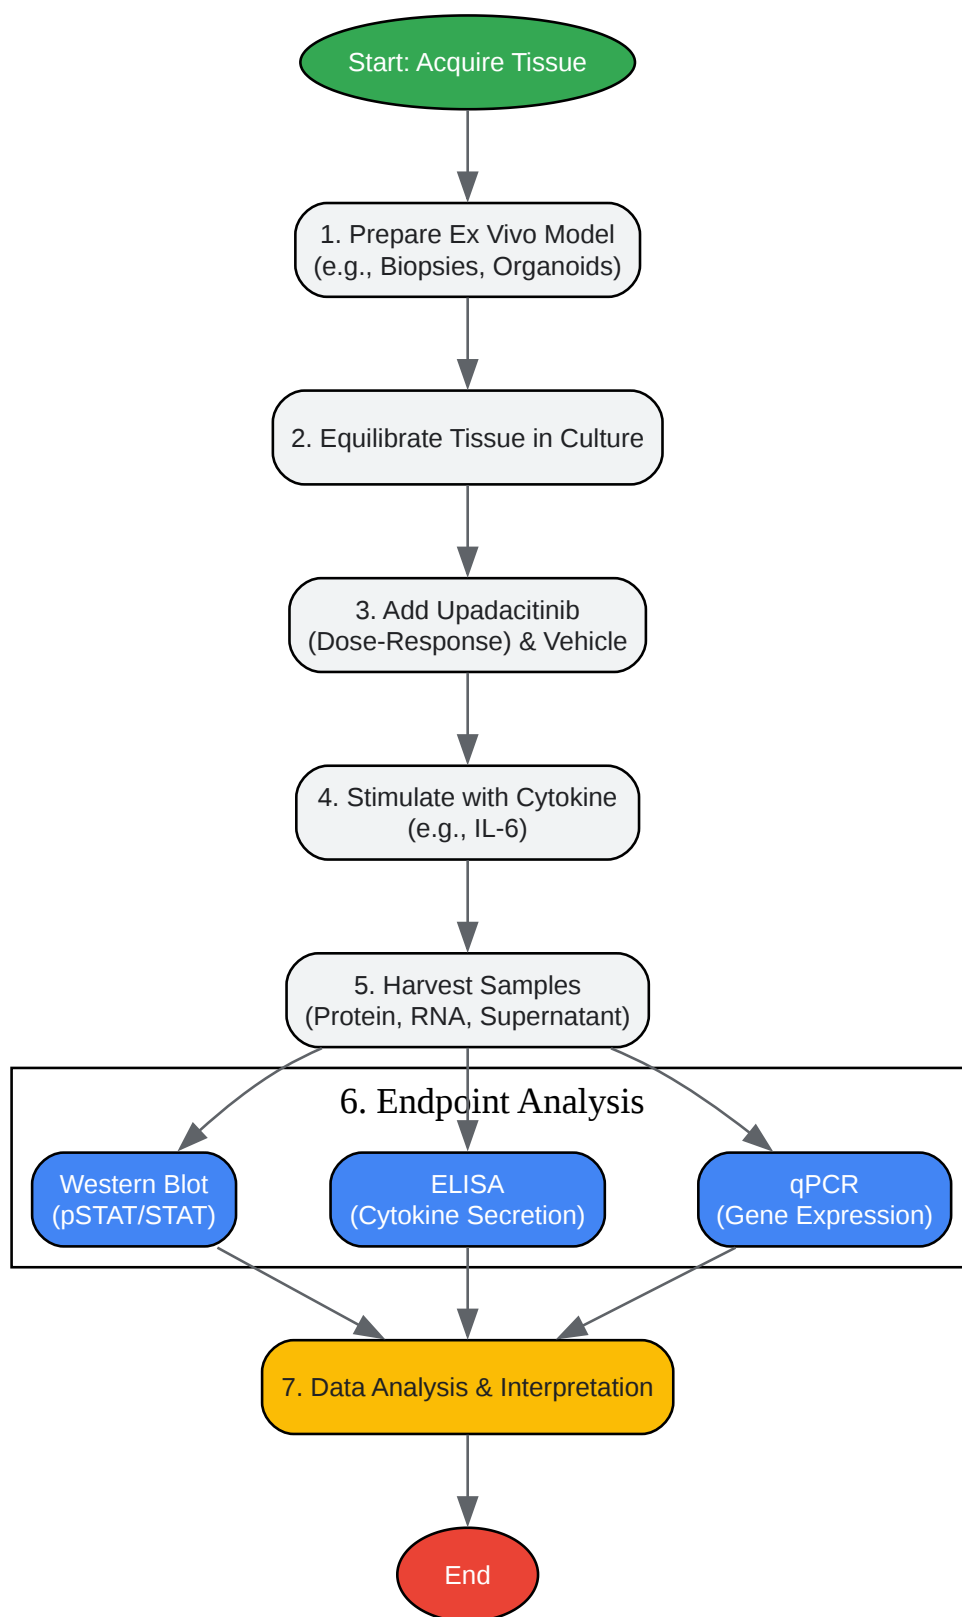 Start: Acquire Tissue
1. Prepare Ex Vivo Model
(e.g., Biopsies, Organoids)
2. Equilibrate Tissue in Culture
3. Add Upadacitinib
(Dose-Response) & Vehicle
4. Stimulate with Cytokine
(e.g., IL-6)
5. Harvest Samples
(Protein, RNA, Supernatant)
6. Endpoint Analysis
Western Blot
(pSTAT/STAT)
ELISA
(Cytokine Secretion)
qPCR
(Gene Expression)
7. Data Analysis & Interpretation
End